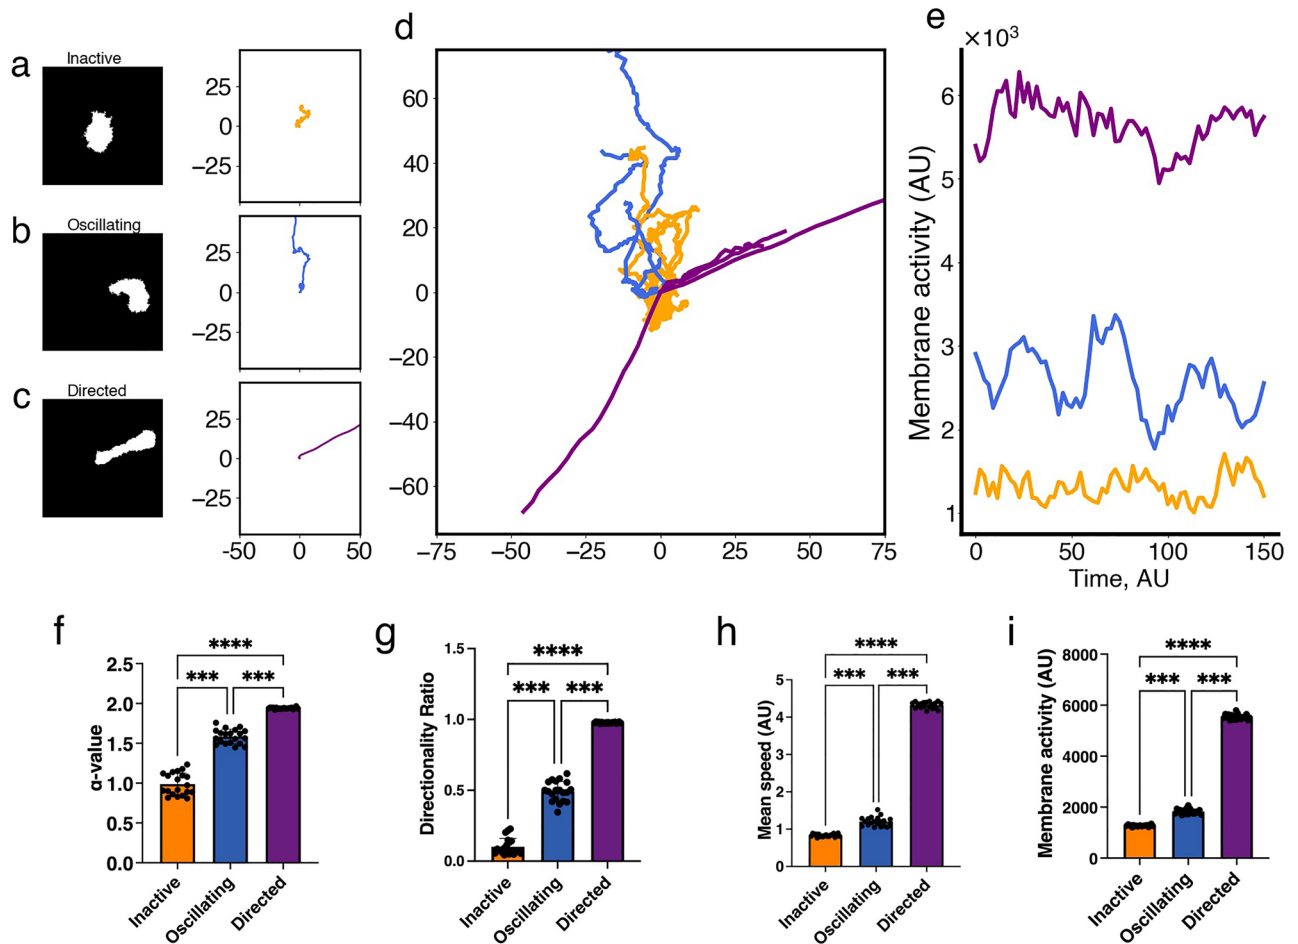 a
Inactive
25
0
−25
b
Oscillating
25
0
−25
c
Directed
25
0
−25
-50
0
50
d
60
40
20
0
−20
−40
−60
−75
−50
−25
0
25
50
75
e
×10³
Membrane activity (AU)
6
5
4
3
2
1
0
50
100
150
Time, AU
f
α-value
2.5
2.0
1.5
1.0
0.5
0.0
****
***
***
Inactive
Oscillating
Directed
g
Directionality Ratio
1.5
1.0
0.5
0.0
****
***
***
Inactive
Oscillating
Directed
h
Mean speed (AU)
5
4
3
2
1
0
****
***
***
Inactive
Oscillating
Directed
i
Membrane activity (AU)
8000
6000
4000
2000
0
****
***
***
Inactive
Oscillating
Directed